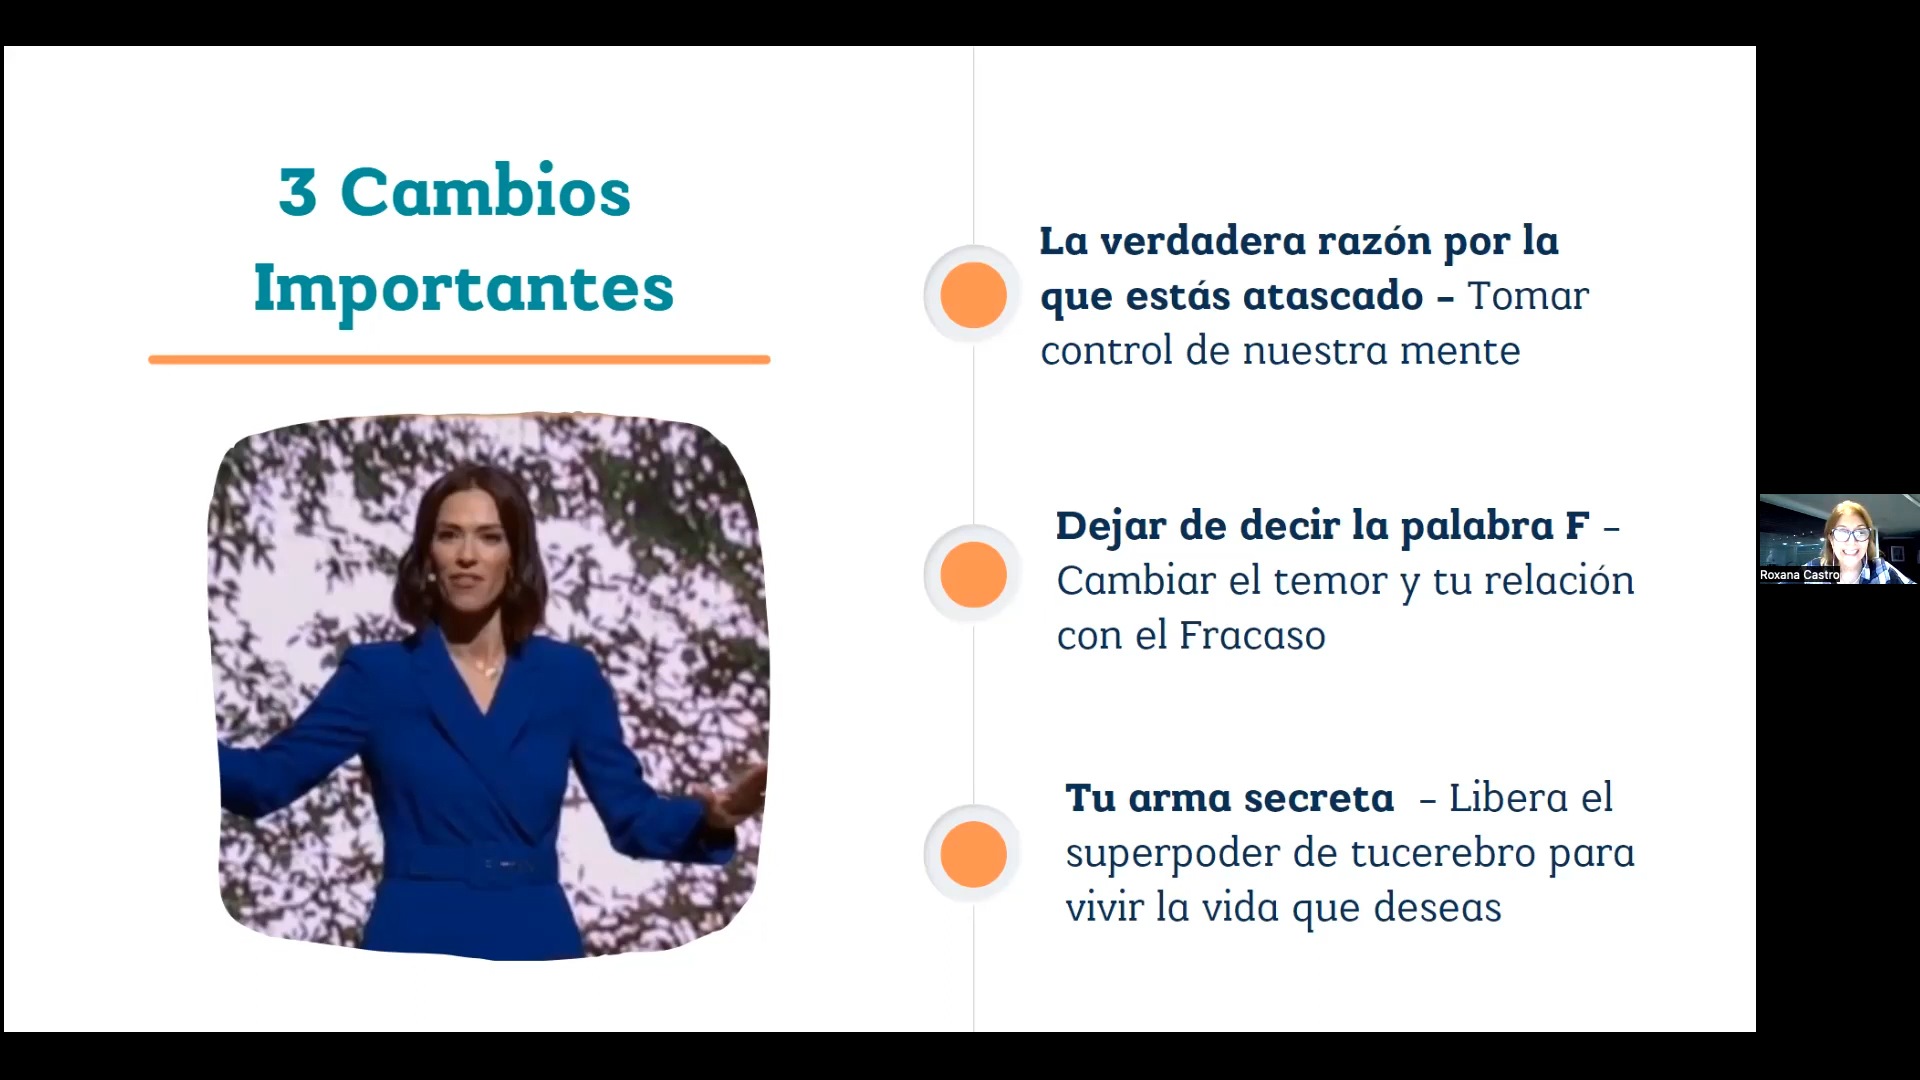 3 Cambios
Importantes
La verdadera razón por la
que estás atascado – Tomar
control de nuestra mente
Dejar de decir la palabra F –
Cambiar el temor y tu relación
con el Fracaso
Tu arma secreta – Libera el
superpoder de tucerebro para
vivir la vida que deseas
Roxana Castro